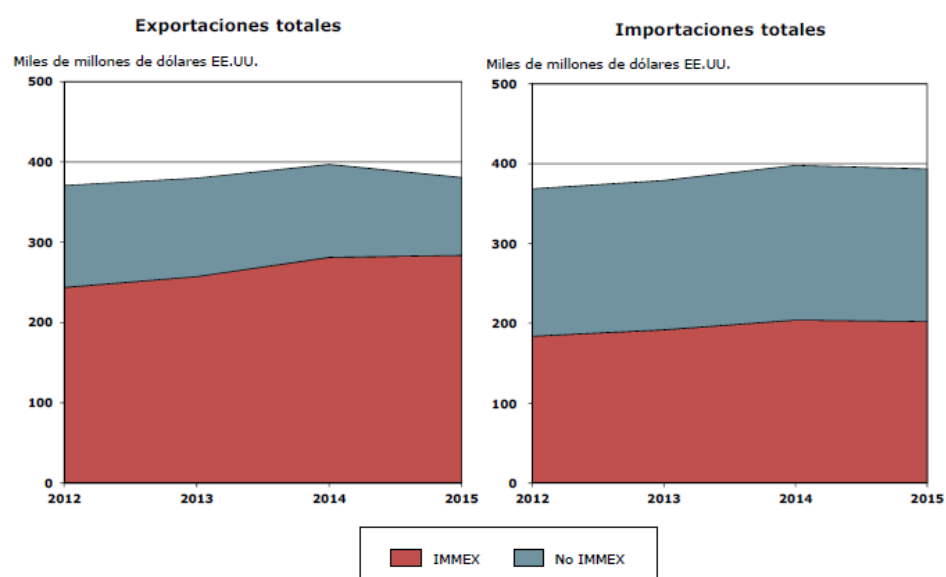 Exportaciones totales
Miles de millones de dólares EE.UU.
500
400
300
200
100
0
2012 2013 2014 2015
Importaciones totales
Miles de millones de dólares EE.UU.
500
400
300
200
100
0
2012 2013 2014 2015
IMMEX No IMMEX